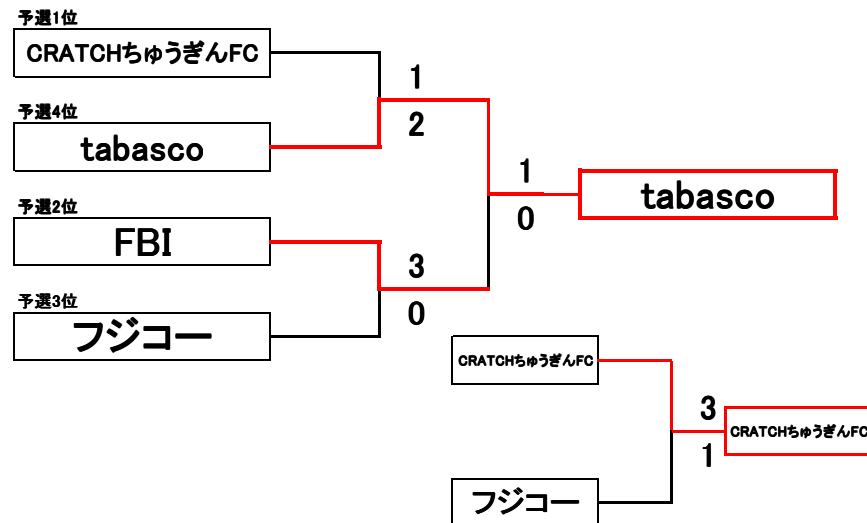 予選1位
CRATCHちゅうぎんFC
1
予選4位
2
tabasco
1
tabasco
予選2位
0
FBI
3
予選3位
0
フジコー
CRATCHちゅうぎんFC
3
CRATCHちゅうぎんFC
1
フジコー